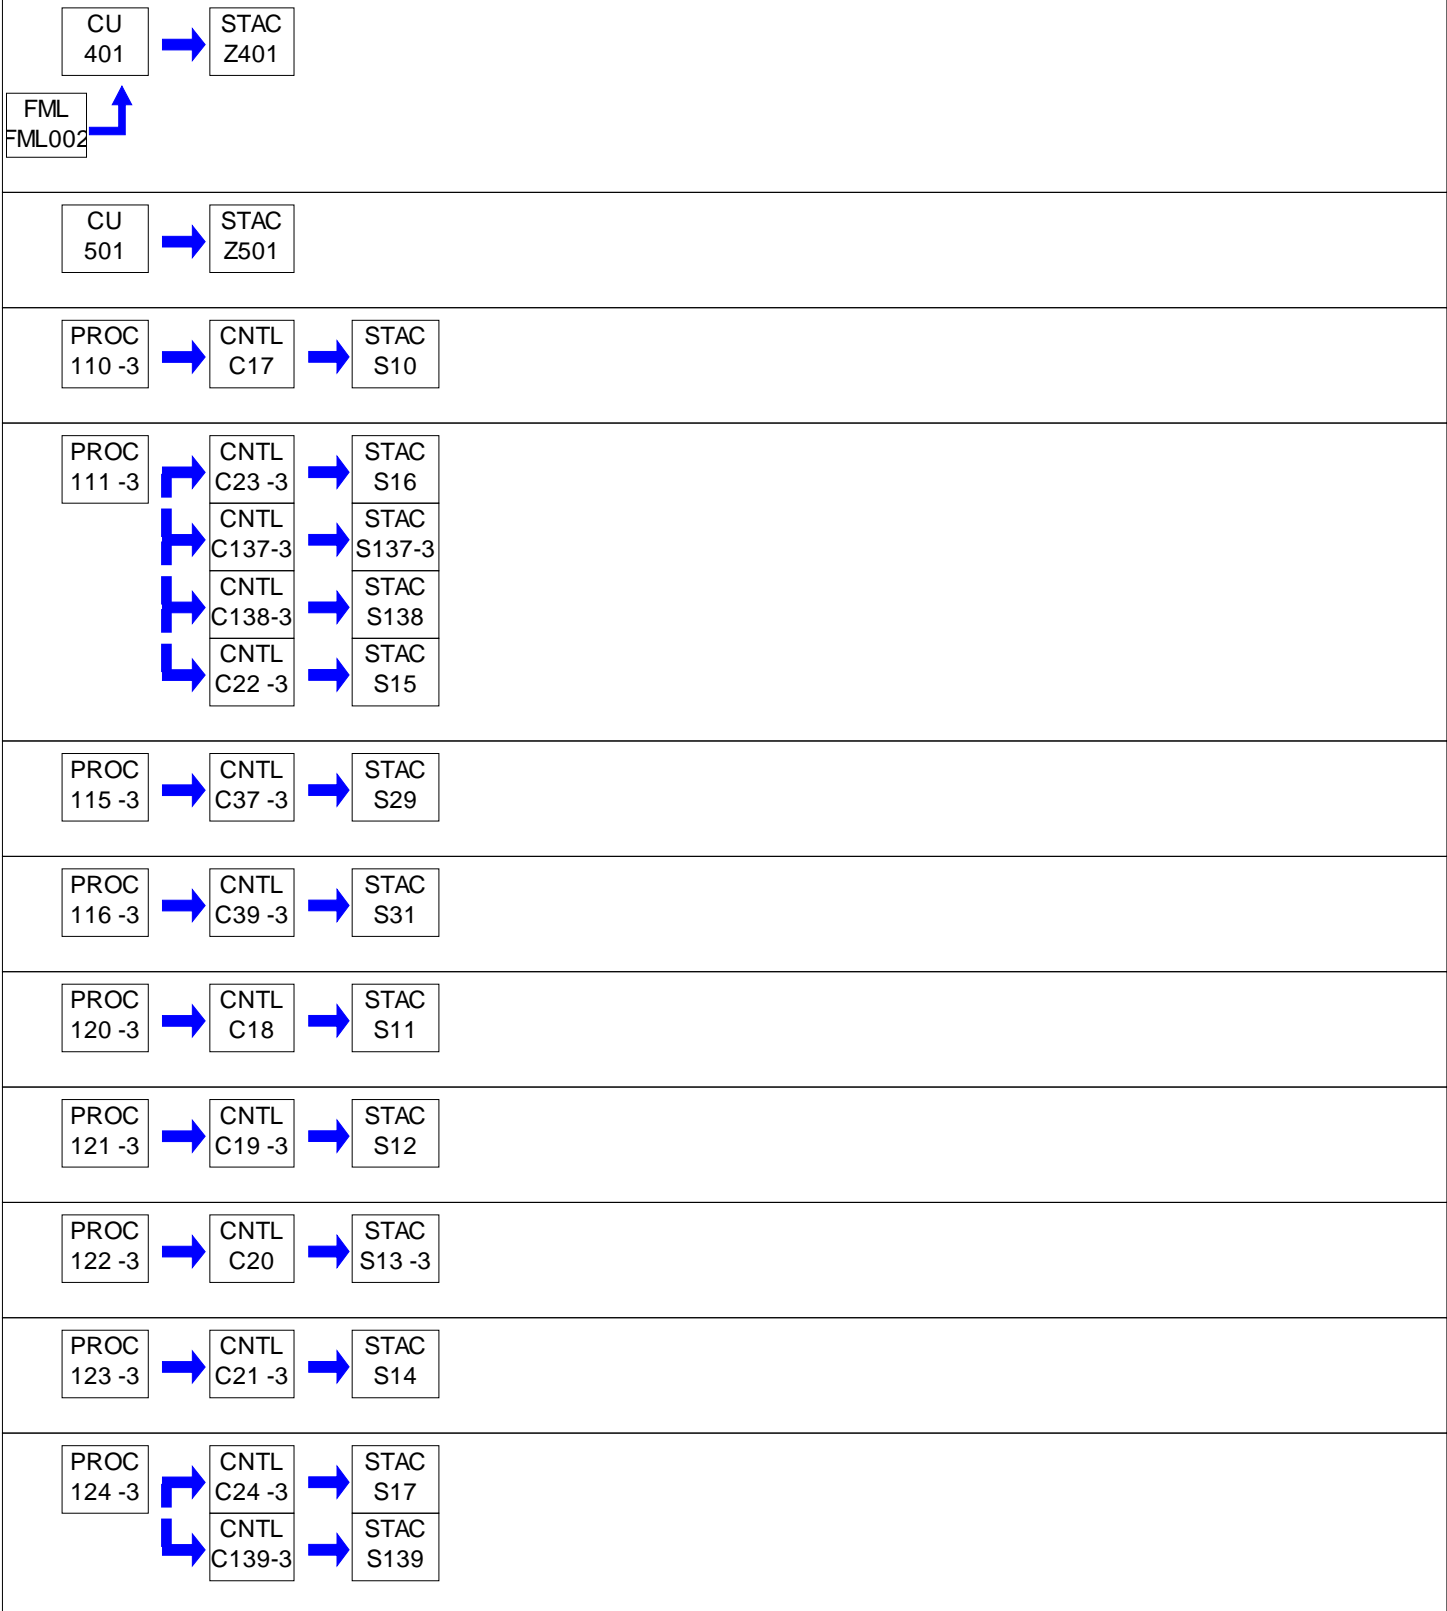 CU STAC
401 Z401
FML
FML002
CU STAC
501 Z501
PROC CNTL STAC
110 -3 C17 S10
PROC CNTL STAC
111 -3 C23 -3 S16
CNTL STAC
C137-3 S137-3
CNTL STAC
C138-3 S138
CNTL STAC
C22 -3 S15
PROC CNTL STAC
115 -3 C37 -3 S29
PROC CNTL STAC
116 -3 C39 -3 S31
PROC CNTL STAC
120 -3 C18 S11
PROC CNTL STAC
121 -3 C19 -3 S12
PROC CNTL STAC
122 -3 C20 S13 -3
PROC CNTL STAC
123 -3 C21 -3 S14
PROC CNTL STAC
124 -3 C24 -3 S17
CNTL STAC
C139-3 S139